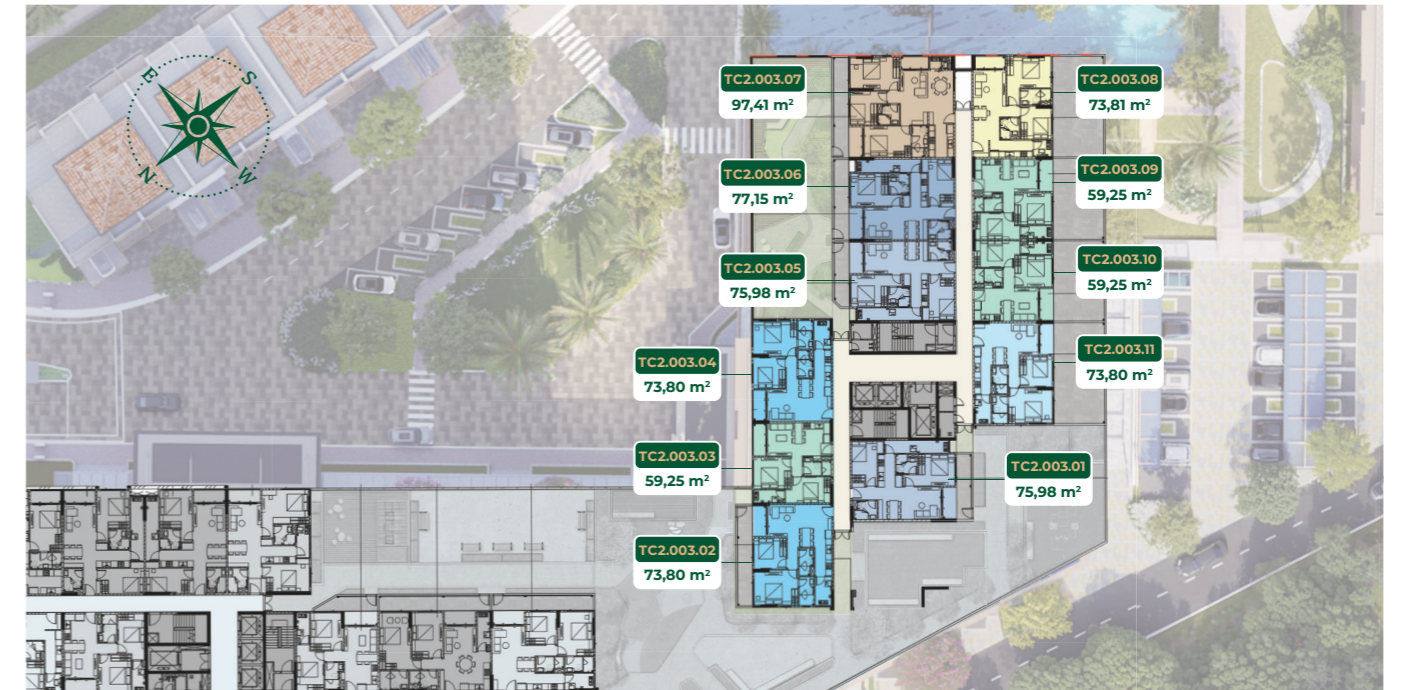 E
S
N
W
TC2.003.07
97,41 m²
TC2.003.08
73,81 m²
TC2.003.06
77,15 m²
TC2.003.09
59,25 m²
TC2.003.05
75,98 m²
TC2.003.10
59,25 m²
TC2.003.04
73,80 m²
TC2.003.11
73,80 m²
TC2.003.03
59,25 m²
TC2.003.01
75,98 m²
TC2.003.02
73,80 m²